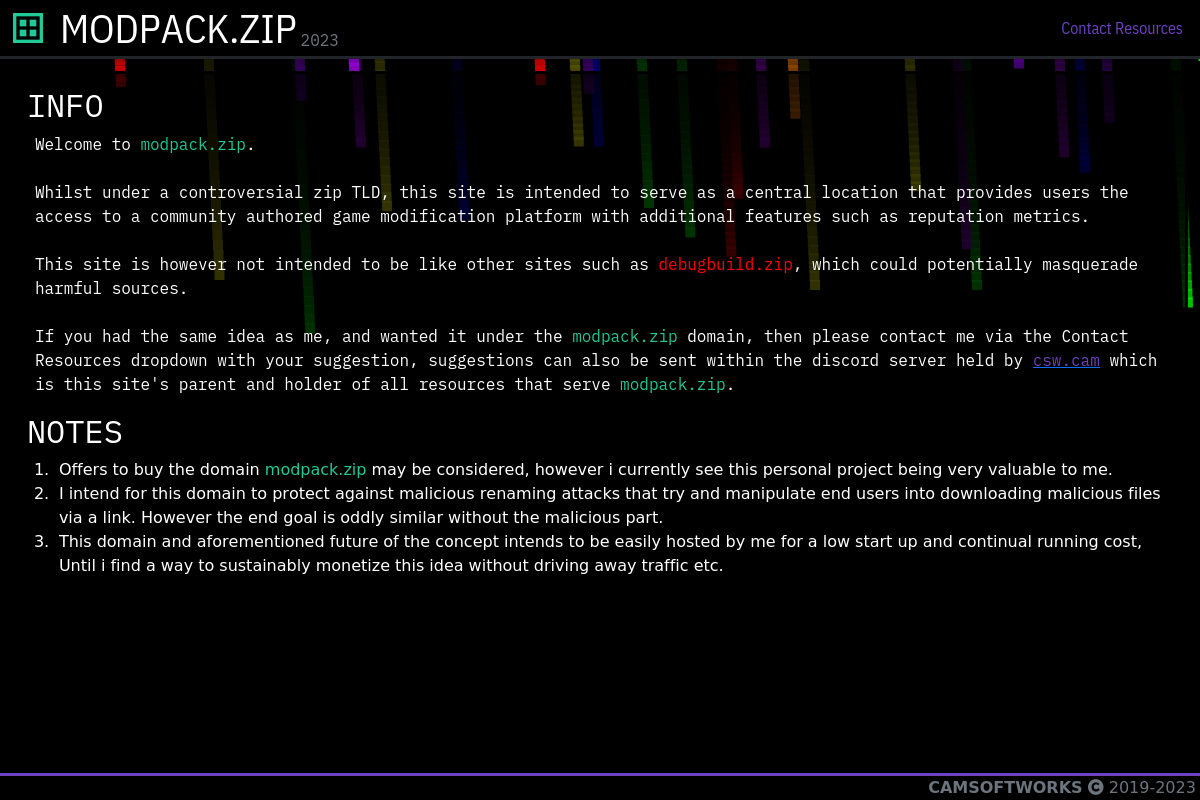 MODPACK.ZIP 2023
Contact Resources
INFO
Welcome to modpack.zip.
Whilst under a controversial zip TLD, this site is intended to serve as a central location that provides users the
access to a community authored game modification platform with additional features such as reputation metrics.
This site is however not intended to be like other sites such as debugbuild.zip, which could potentially masquerade
harmful sources.
If you had the same idea as me, and wanted it under the modpack.zip domain, then please contact me via the Contact
Resources dropdown with your suggestion, suggestions can also be sent within the discord server held by csw.cam which
is this site's parent and holder of all resources that serve modpack.zip.
NOTES
1. Offers to buy the domain modpack.zip may be considered, however i currently see this personal project being very valuable to me.
2. I intend for this domain to protect against malicious renaming attacks that try and manipulate end users into downloading malicious files
via a link. However the end goal is oddly similar without the malicious part.
3. This domain and aforementioned future of the concept intends to be easily hosted by me for a low start up and continual running cost,
Until i find a way to sustainably monetize this idea without driving away traffic etc.
CAMSOFTWORKS © 2019-2023